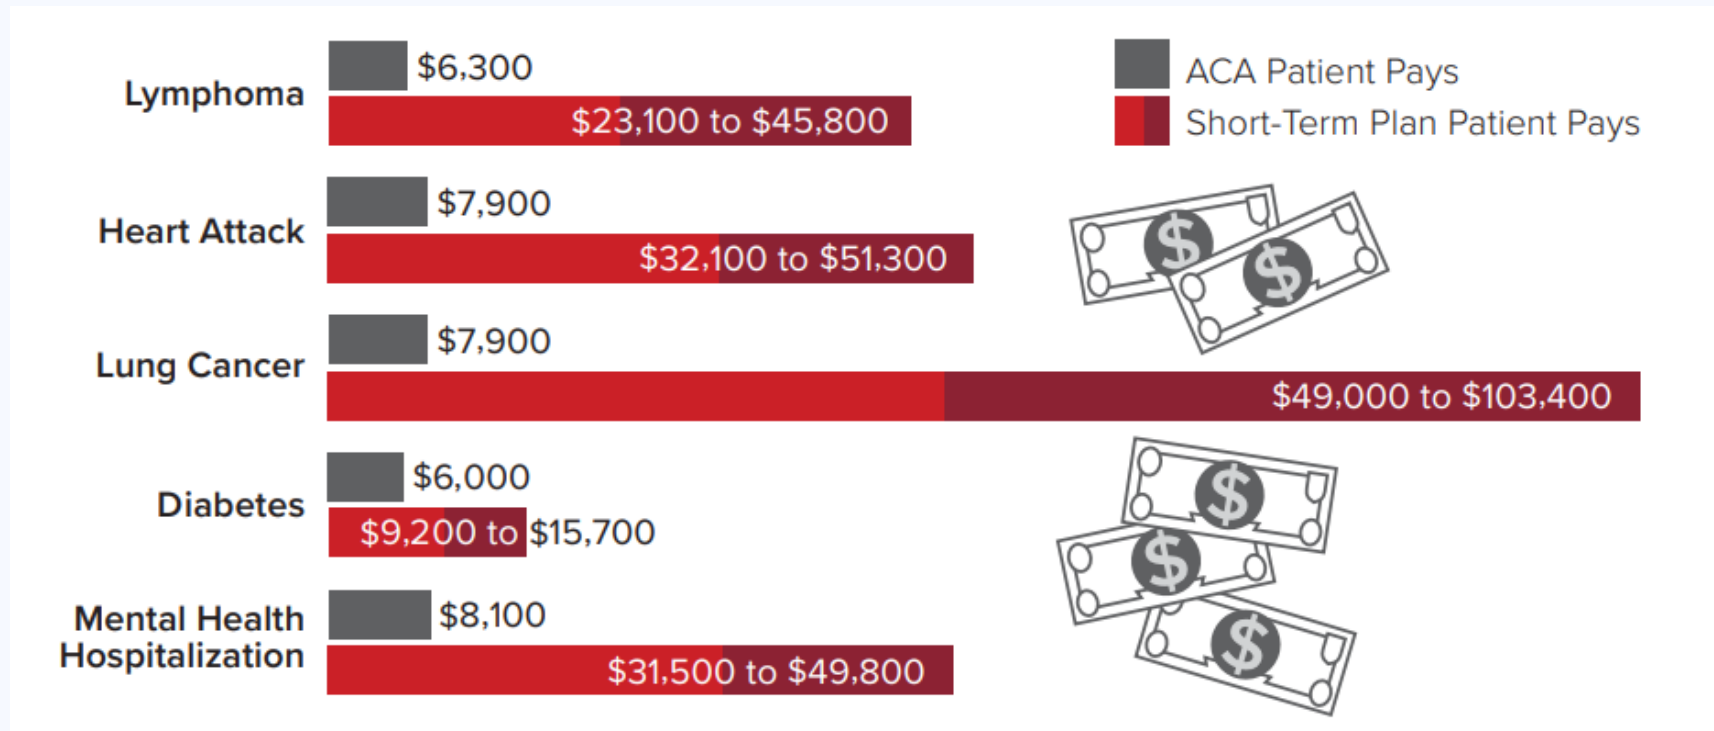 Lymphoma
$6,300
$23,100 to $45,800
Heart Attack
$7,900
$32,100 to $51,300
Lung Cancer
$7,900
$49,000 to $103,400
Diabetes
$6,000
$9,200 to $15,700
Mental Health
Hospitalization
$8,100
$31,500 to $49,800
ACA Patient Pays
Short-Term Plan Patient Pays
$
$
$
$
$